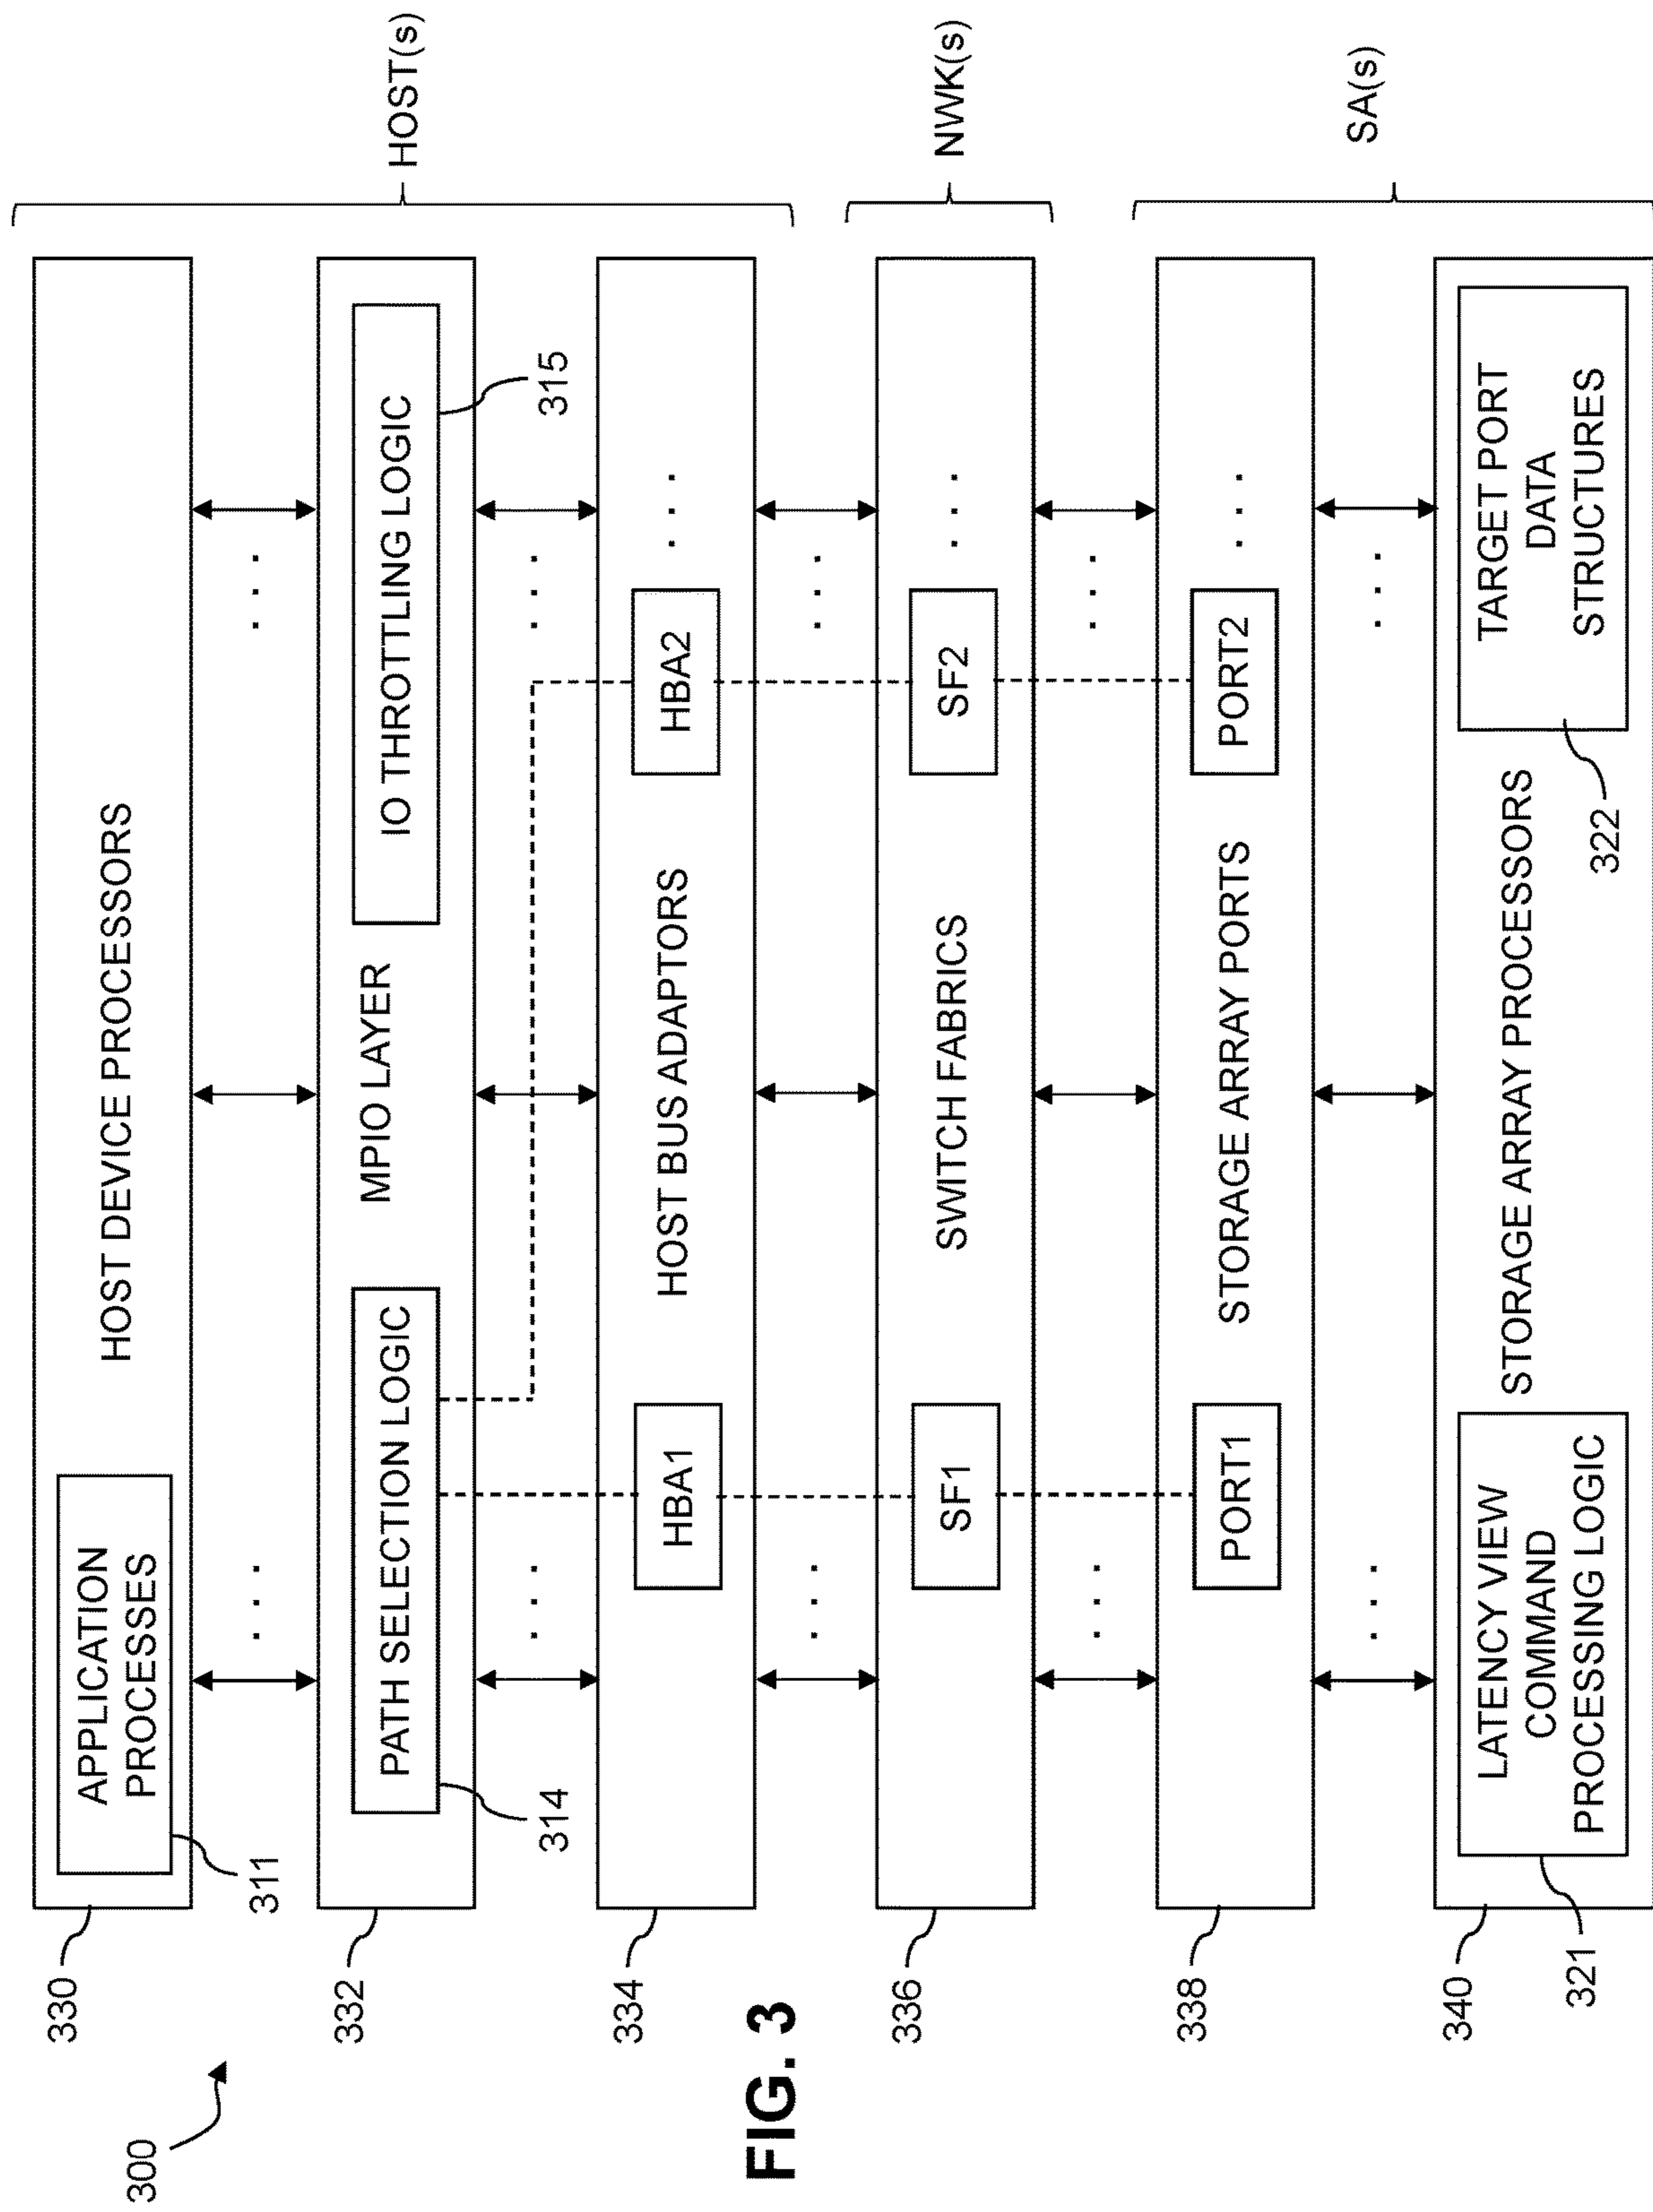 300
330
HOST DEVICE PROCESSORS
APPLICATION
PROCESSES
311
HOST(s)
332
PATH SELECTION LOGIC
MPIO LAYER
IO THROTTLING LOGIC
314
315
334
HBA1
HOST BUS ADAPTORS
HBA2
336
SF1
SWITCH FABRICS
SF2
NWK(s)
338
PORT1
STORAGE ARRAY PORTS
PORT2
SA(s)
340
LATENCY VIEW
COMMAND
PROCESSING LOGIC
321
STORAGE ARRAY PROCESSORS
TARGET PORT
DATA
STRUCTURES
322
FIG. 3